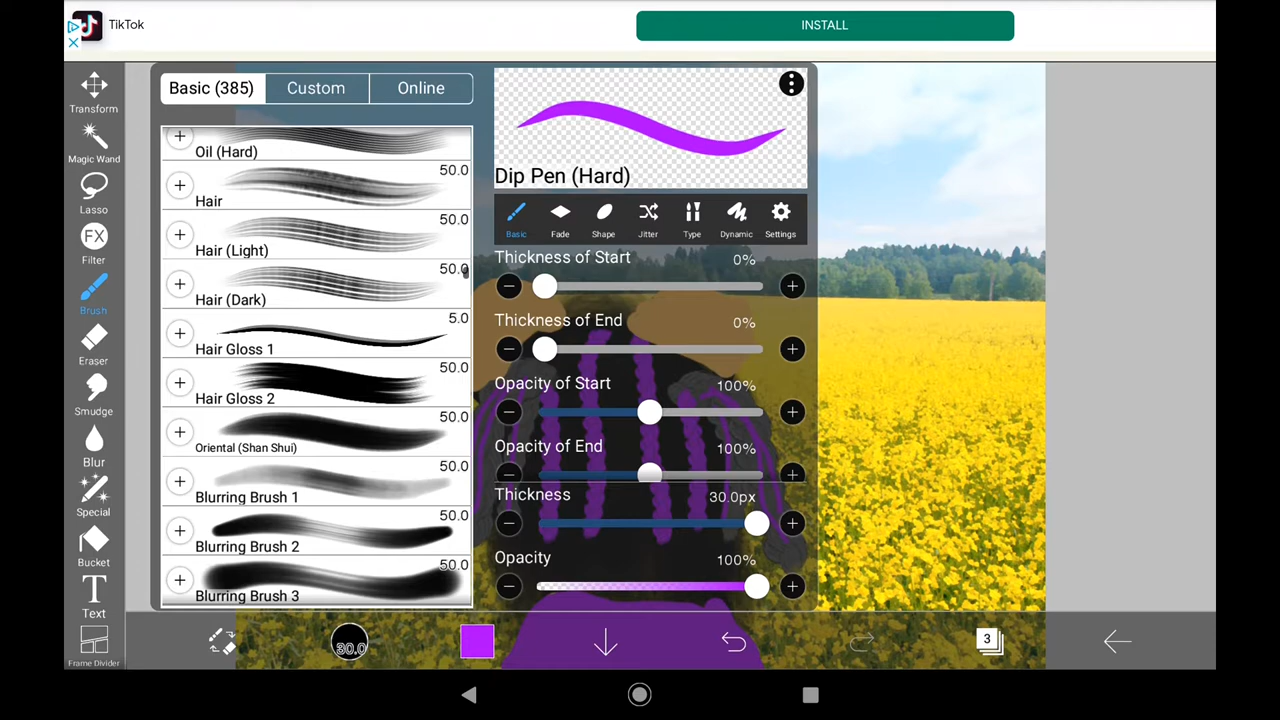 TikTok
INSTALL
Transform
Magic Wand
Lasso
FX
Filter
Brush
Eraser
Smudge
Blur
Special
Bucket
T
Text
Frame Divider
Basic (385)
Custom
Online
Oil (Hard)
50.0
Hair
50.0
Hair (Light)
50.0
Hair (Dark)
5.0
Hair Gloss 1
50.0
Hair Gloss 2
50.0
Oriental (Shan Shui)
50.0
Blurring Brush 1
50.0
Blurring Brush 2
50.0
Blurring Brush 3
Dip Pen (Hard)
Basic
Fade
Shape
Jitter
Type
Dynamic
Settings
Thickness of Start 0%
Thickness of End 0%
Opacity of Start 100%
Opacity of End 100%
Thickness 30.0px
Opacity 100%
30.0
3